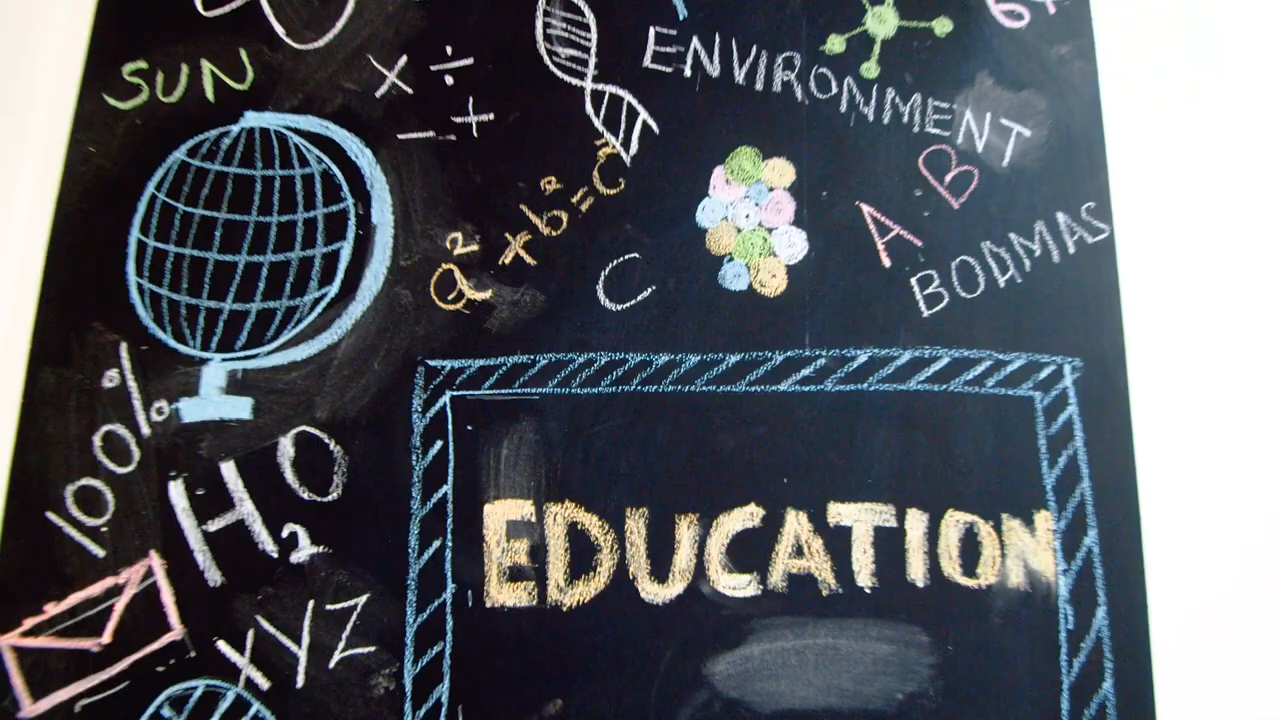 SUN
× ÷
− +
ENVIRONMENT
a² + b² = c²
A B
C
BODMAS
100%
H₂O
EDUCATION
XYZ